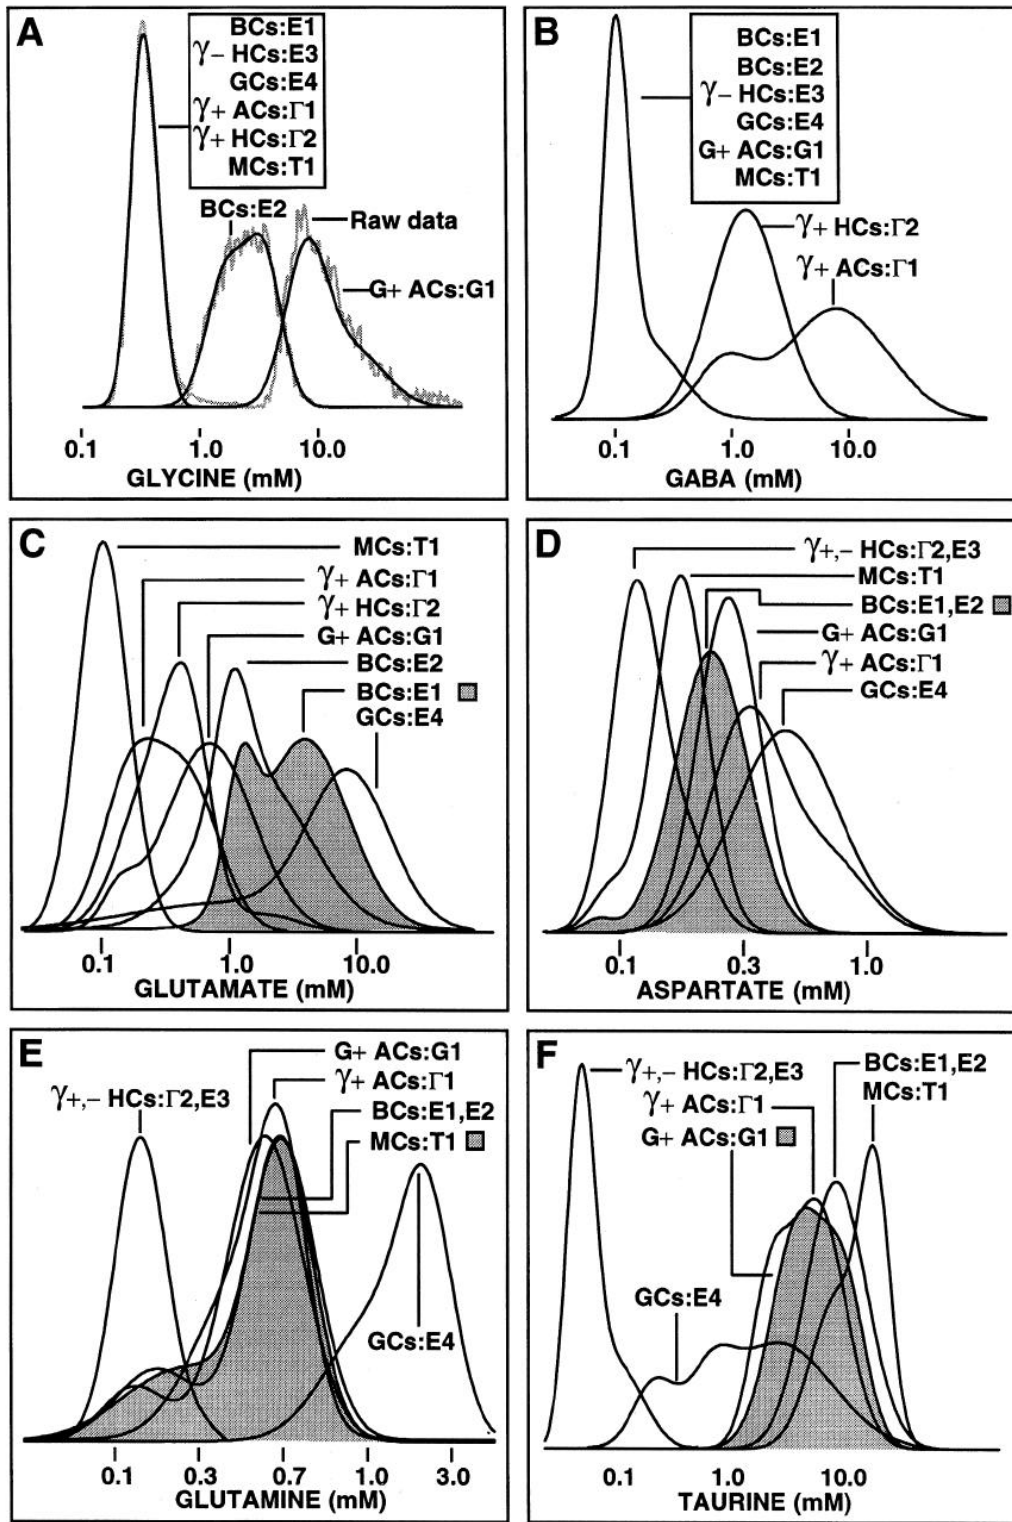 A
BCs:E1
γ− HCs:E3
GCs:E4
γ+ ACs:Γ1
γ+ HCs:Γ2
MCs:T1
BCs:E2
Raw data
G+ ACs:G1
0.1 1.0 10.0
GLYCINE (mM)
B
BCs:E1
BCs:E2
γ− HCs:E3
GCs:E4
G+ ACs:G1
MCs:T1
γ+ HCs:Γ2
γ+ ACs:Γ1
0.1 1.0 10.0
GABA (mM)
C
MCs:T1
γ+ ACs:Γ1
γ+ HCs:Γ2
G+ ACs:G1
BCs:E2
BCs:E1
GCs:E4
0.1 1.0 10.0
GLUTAMATE (mM)
D
γ+,− HCs:Γ2,E3
MCs:T1
BCs:E1,E2
G+ ACs:G1
γ+ ACs:Γ1
GCs:E4
0.1 0.3 1.0
ASPARTATE (mM)
E
G+ ACs:G1
γ+ ACs:Γ1
γ+,− HCs:Γ2,E3
BCs:E1,E2
MCs:T1
GCs:E4
0.1 0.3 0.7 1.0 3.0
GLUTAMINE (mM)
F
γ+,− HCs:Γ2,E3
γ+ ACs:Γ1
G+ ACs:G1
BCs:E1,E2
MCs:T1
GCs:E4
0.1 1.0 10.0
TAURINE (mM)